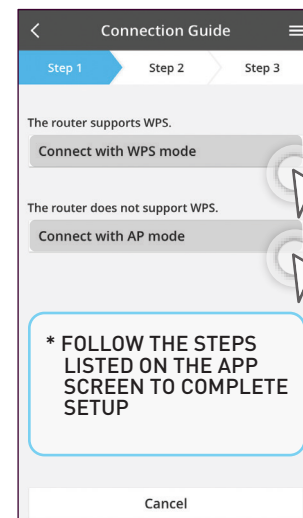 Connection Guide
Step 1 Step 2 Step 3
The router supports WPS.
Connect with WPS mode
The router does not support WPS.
Connect with AP mode
* FOLLOW THE STEPS
LISTED ON THE APP
SCREEN TO COMPLETE
SETUP
Cancel